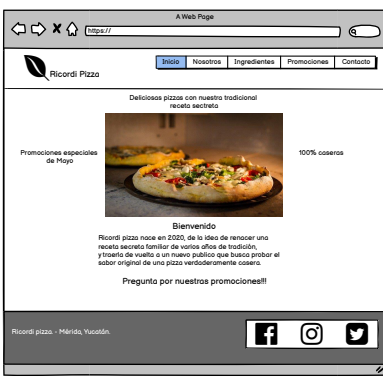 A Web Page
https://
Ricordi Pizza
Inicio Nosotros Ingredientes Promociones Contacto
Deliciosas pizzas con nuestro tradicional
receta sectreta
Promociones especiales
de Mayo
100% caseras
Bienvenido
Ricordi pizza nace en 2020, de la idea de renacer una
receta secreta familiar de varios años de tradición,
y traerla de vuelta a un nuevo publico que busca probar el
sabor original de una pizza verdaderamente casera.
Pregunta por nuestras promociones!!!
Ricordi pizza. - Mérida, Yucatán.